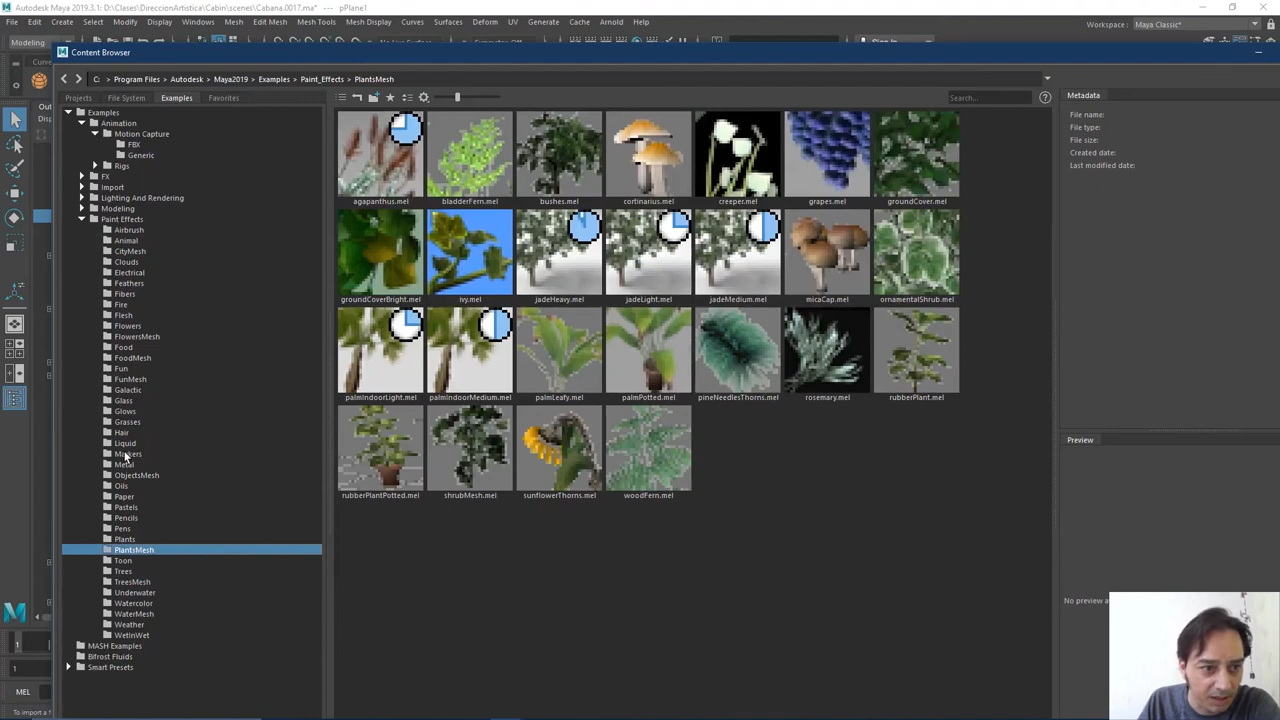 Autodesk Maya 2019.3.1: D:\Clases\DireccionArtistica\Cabin\scenes\Cabana.0017.ma* - pPlane1
File Edit Create Select Modify Display Windows Mesh Edit Mesh Mesh Tools Mesh Display Curves Surfaces Deform UV Generate Cache Arnold Help
Workspace : Maya Classic*
Modeling
Content Browser
C: Program Files Autodesk Maya2019 Examples Paint_Effects PlantsMesh
Projects File System Examples Favorites
Search...
Metadata
File name:
File type:
File size:
Created date:
Last modified date:
Examples
Animation
Motion Capture
FBX
Generic
Rigs
FX
Import
Lighting And Rendering
Modeling
Paint Effects
Airbrush
Animal
CityMesh
Clouds
Electrical
Feathers
Fibers
Fire
Flesh
Flowers
FlowersMesh
Food
FoodMesh
Fun
FunMesh
Galactic
Glass
Glows
Grasses
Hair
Liquid
Markers
Metal
ObjectsMesh
Oils
Paper
Pastels
Pencils
Pens
Plants
PlantsMesh
Toon
Trees
TreesMesh
Underwater
Watercolor
WaterMesh
Weather
WetInWet
MASH Examples
Bifrost Fluids
Smart Presets
agapanthus.mel bladderFern.mel bushes.mel cortinarius.mel creeper.mel grapes.mel groundCover.mel
groundCoverBright.mel ivy.mel jadeHeavy.mel jadeLight.mel jadeMedium.mel micaCap.mel ornamentalShrub.mel
palmIndoorLight.mel palmIndoorMedium.mel palmLeafy.mel palmPotted.mel pineNeedlesThorns.mel rosemary.mel rubberPlant.mel
rubberPlantPotted.mel shrubMesh.mel sunflowerThorns.mel woodFern.mel
Preview
No preview a
1
1
MEL